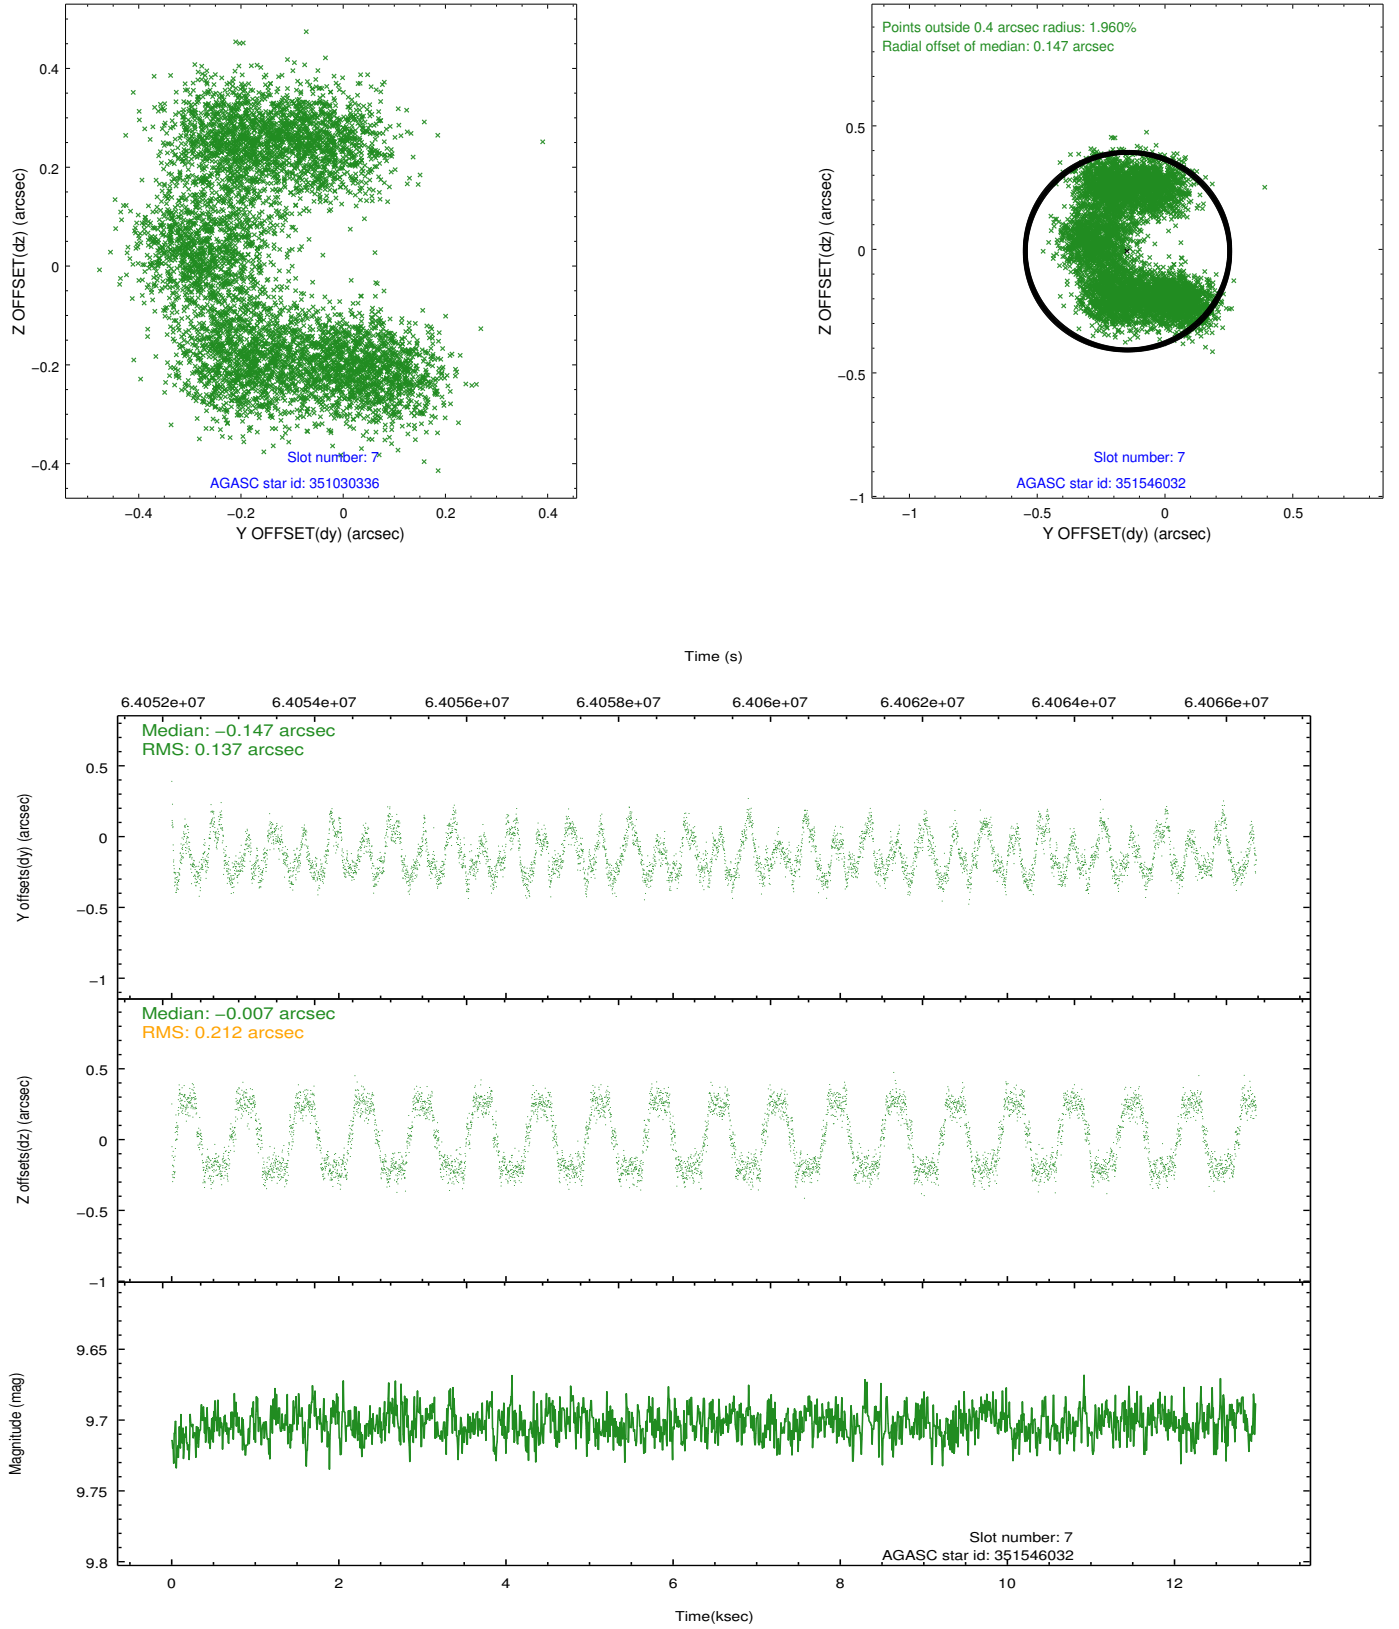 0.4
0.2
0
−0.2
−0.4
Z OFFSET(dz) (arcsec)
Slot number: 7
AGASC star id: 351030336
−0.4
−0.2
0
0.2
0.4
Y OFFSET(dy) (arcsec)
Points outside 0.4 arcsec radius: 1.960%
Radial offset of median: 0.147 arcsec
0.5
0
−0.5
−1
Z OFFSET(dz) (arcsec)
Slot number: 7
AGASC star id: 351546032
−1
−0.5
0
0.5
Y OFFSET(dy) (arcsec)
Time (s)
6.4052e+07
6.4054e+07
6.4056e+07
6.4058e+07
6.406e+07
6.4062e+07
6.4064e+07
6.4066e+07
Median: −0.147 arcsec
RMS: 0.137 arcsec
0.5
0
−0.5
−1
Y offsets(dy) (arcsec)
Median: −0.007 arcsec
RMS: 0.212 arcsec
0.5
0
−0.5
−1
Z offsets(dz) (arcsec)
9.65
9.7
9.75
9.8
Magnitude (mag)
Slot number: 7
AGASC star id: 351546032
0
2
4
6
8
10
12
Time(ksec)